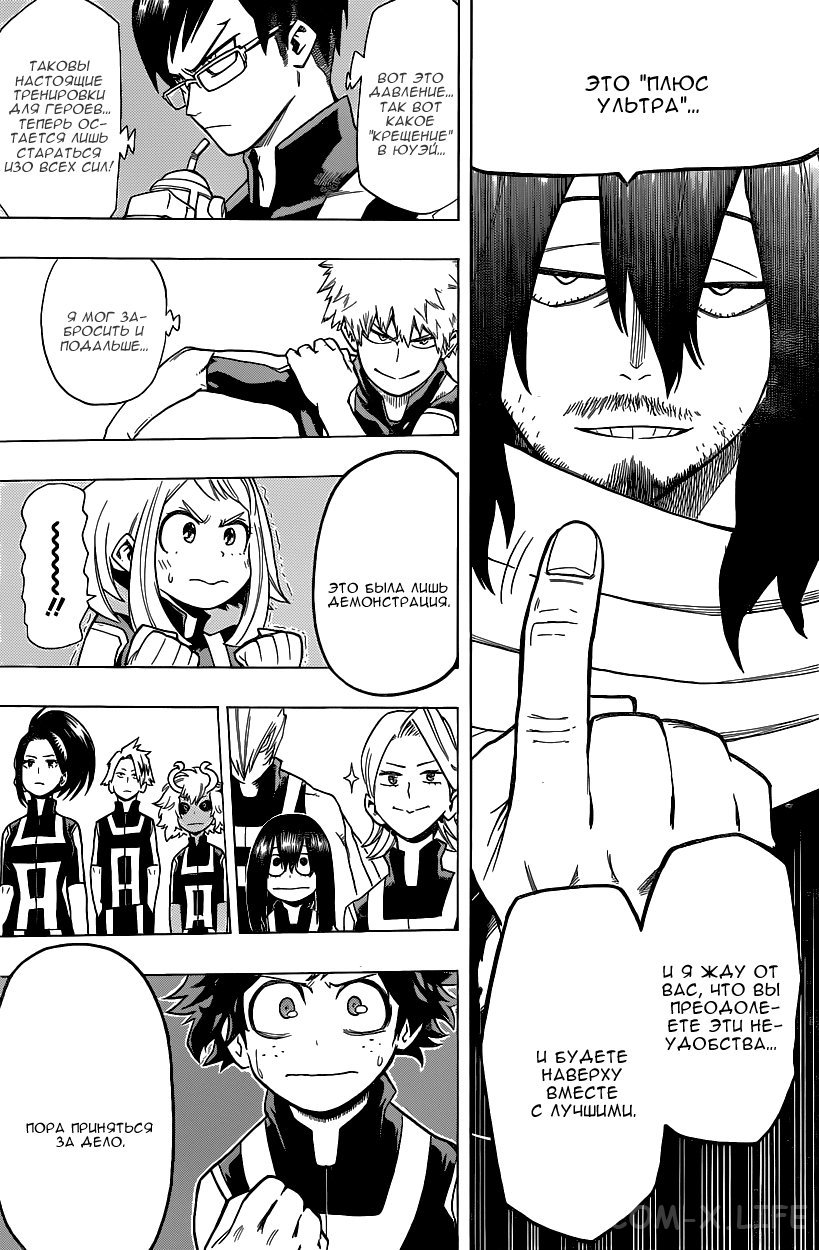 ЭТО "ПЛЮС
УЛЬТРА"...
И Я ЖДУ ОТ
ВАС, ЧТО ВЫ
ПРЕОДОЛЕ-
ЕТЕ ЭТИ НЕ-
УДОБСТВА...
И БУДЕТЕ
НАВЕРХУ
ВМЕСТЕ
С ЛУЧШИМИ.
ВОТ ЭТО
ДАВЛЕНИЕ...
ТАК ВОТ
КАКОЕ
"КРЕЩЕНИЕ"
В ЮУЭЙ...
ТАКОВЫ
НАСТОЯЩИЕ
ТРЕНИРОВКИ
ДЛЯ ГЕРОЕВ...
ТЕПЕРЬ ОС-
ТАЕТСЯ ЛИШЬ
СТАРАТЬСЯ
ИЗО ВСЕХ СИЛ!
Я МОГ ЗА-
БРОСИТЬ И
ПОДАЛЬШЕ...
ЭТО БЫЛА ЛИШЬ
ДЕМОНСТРАЦИЯ.
!!
ПОРА ПРИНЯТЬСЯ
ЗА ДЕЛО.
COM-X.LIFE